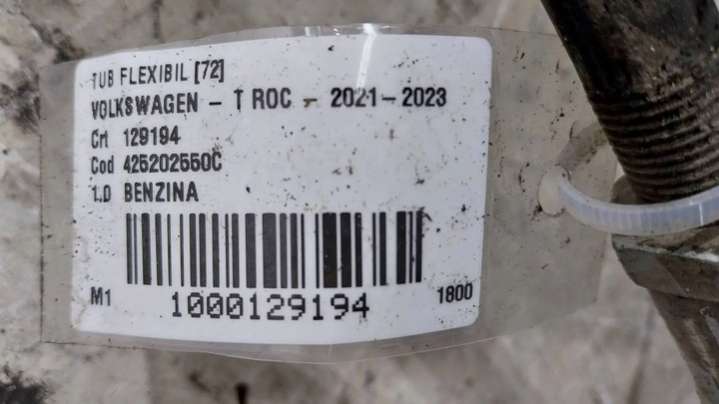 TUB FLEXIBIL [72]
VOLKSWAGEN - T ROC - 2021-2023
Crt 129194
Cod 425202550C
1.0 BENZINA
M1 1000129194 1800